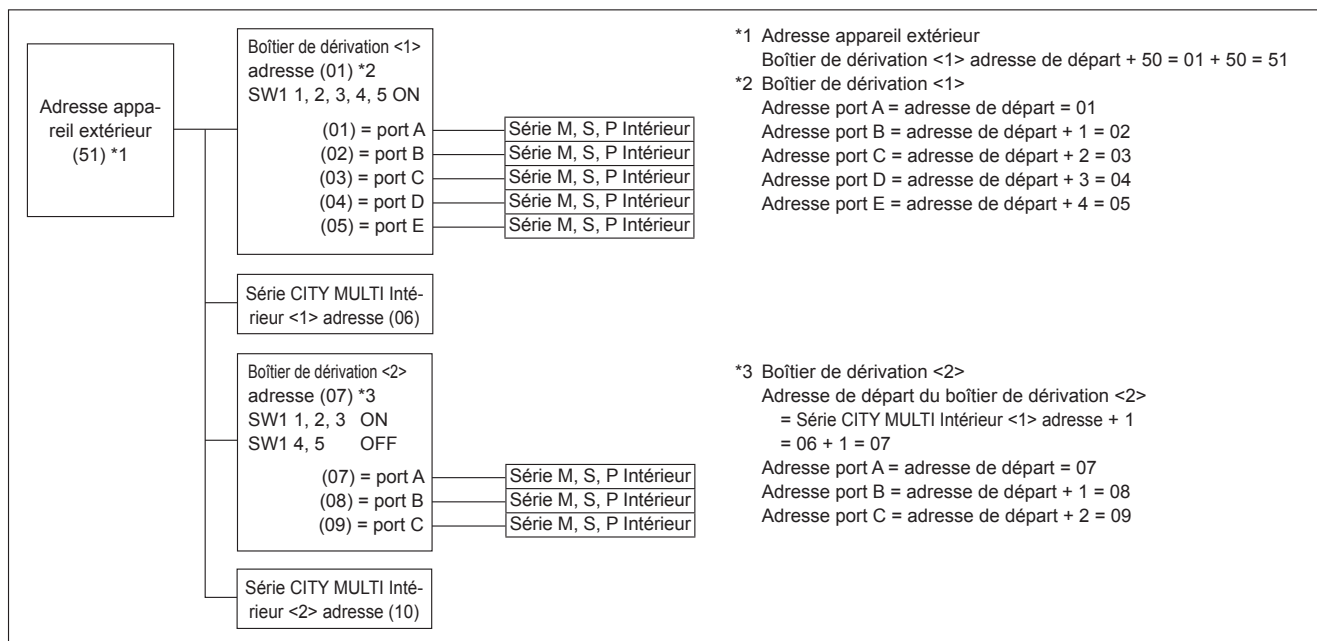 Adresse appa-
reil extérieur
(51) *1
Boîtier de dérivation <1>
adresse (01) *2
SW1 1, 2, 3, 4, 5 ON
(01) = port A
(02) = port B
(03) = port C
(04) = port D
(05) = port E
Série M, S, P Intérieur
Série M, S, P Intérieur
Série M, S, P Intérieur
Série M, S, P Intérieur
Série M, S, P Intérieur
Série CITY MULTI Inté-
rieur <1> adresse (06)
Boîtier de dérivation <2>
adresse (07) *3
SW1 1, 2, 3 ON
SW1 4, 5 OFF
(07) = port A
(08) = port B
(09) = port C
Série M, S, P Intérieur
Série M, S, P Intérieur
Série M, S, P Intérieur
Série CITY MULTI Inté-
rieur <2> adresse (10)
*1 Adresse appareil extérieur
Boîtier de dérivation <1> adresse de départ + 50 = 01 + 50 = 51
*2 Boîtier de dérivation <1>
Adresse port A = adresse de départ = 01
Adresse port B = adresse de départ + 1 = 02
Adresse port C = adresse de départ + 2 = 03
Adresse port D = adresse de départ + 3 = 04
Adresse port E = adresse de départ + 4 = 05
*3 Boîtier de dérivation <2>
Adresse de départ du boîtier de dérivation <2>
= Série CITY MULTI Intérieur <1> adresse + 1
= 06 + 1 = 07
Adresse port A = adresse de départ = 07
Adresse port B = adresse de départ + 1 = 08
Adresse port C = adresse de départ + 2 = 09